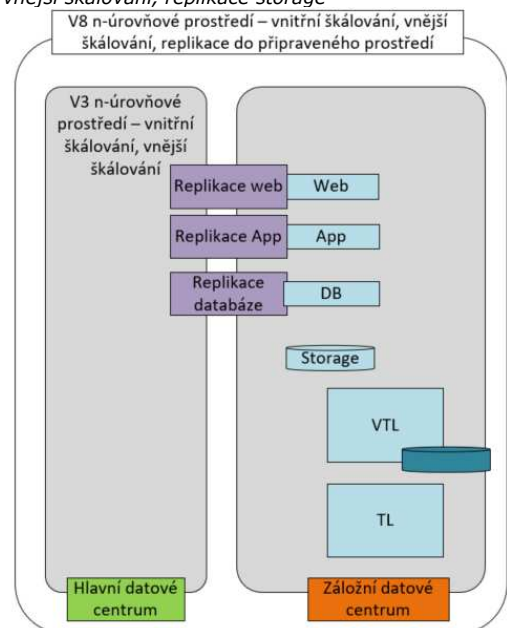 vnější škálování, replikace storage
V8 n-úrovňové prostředí – vnitřní škálování, vnější
škálování, replikace do připraveného prostředí
V3 n-úrovňové
prostředí – vnitřní
škálování, vnější
škálování
Replikace web
Web
Replikace App
App
Replikace
databáze
DB
Storage
VTL
TL
Hlavní datové
centrum
Záložní datové
centrum